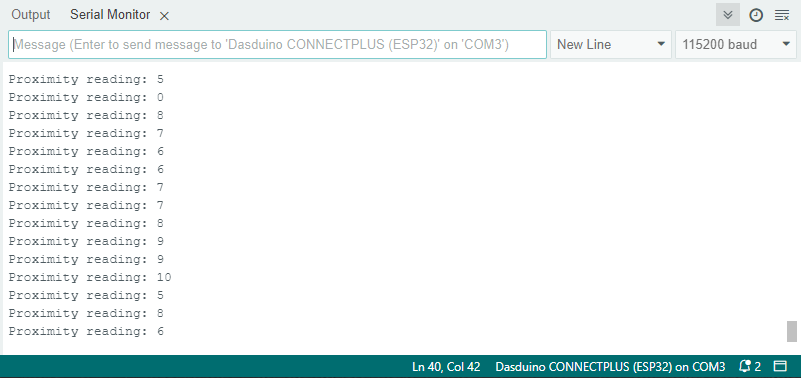 Output Serial Monitor
Message (Enter to send message to 'Dasduino CONNECTPLUS (ESP32)' on 'COM3') New Line 115200 baud
Proximity reading: 5
Proximity reading: 0
Proximity reading: 8
Proximity reading: 7
Proximity reading: 6
Proximity reading: 6
Proximity reading: 7
Proximity reading: 7
Proximity reading: 8
Proximity reading: 9
Proximity reading: 9
Proximity reading: 10
Proximity reading: 5
Proximity reading: 8
Proximity reading: 6
Ln 40, Col 42 Dasduino CONNECTPLUS (ESP32) on COM3 2